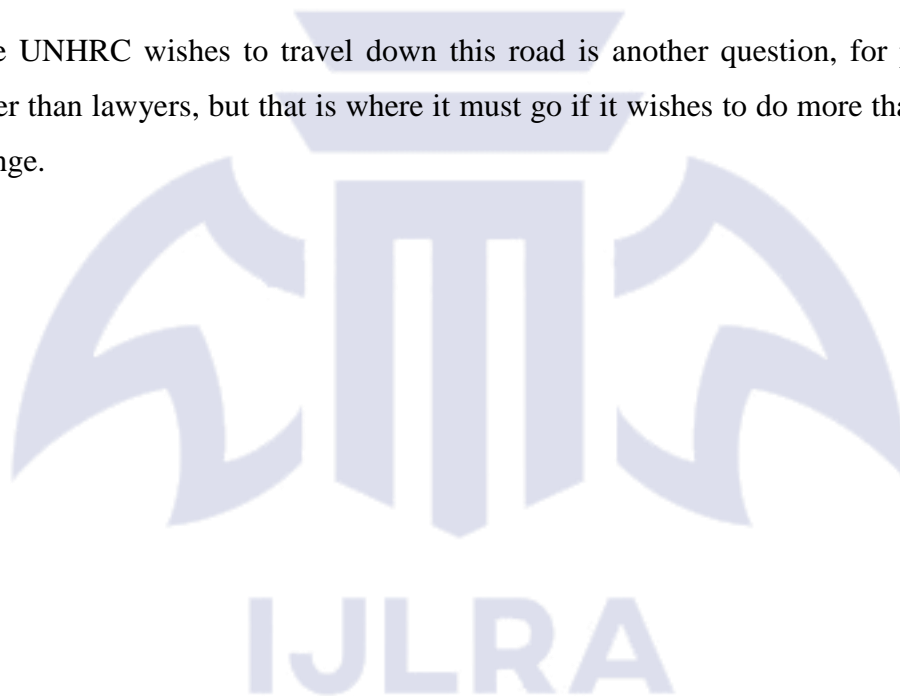 UNHRC wishes to travel down this road is another question, for
than lawyers, but that is where it must go if it wishes to do more
IJLRA